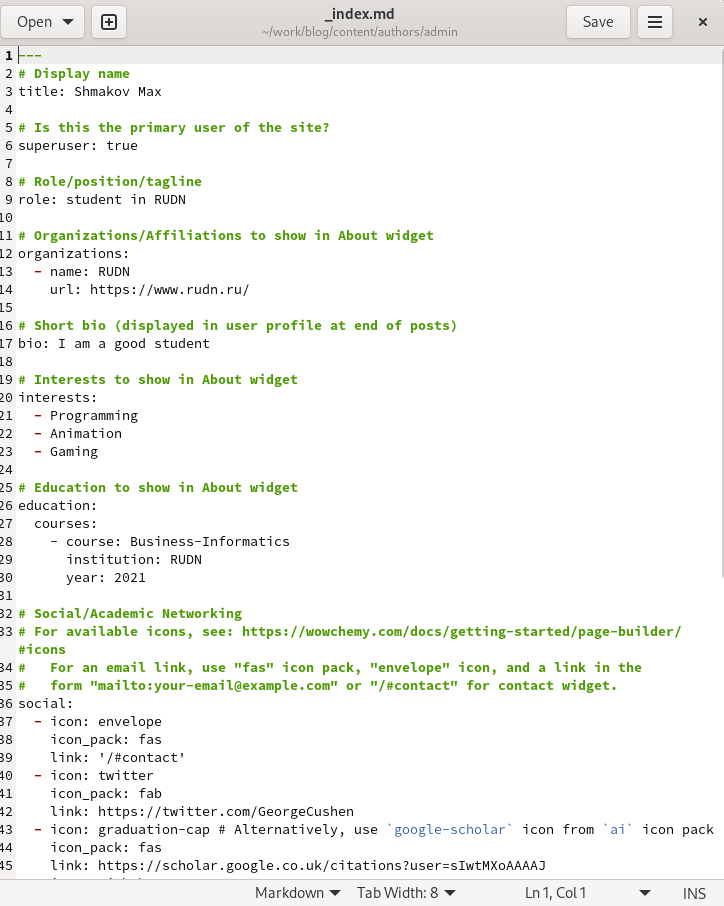 Open
_index.md
~/work/blog/content/authors/admin
Save
1 ---
2 # Display name
3 title: Shmakov Max
4
5 # Is this the primary user of the site?
6 superuser: true
7
8 # Role/position/tagline
9 role: student in RUDN
10
11 # Organizations/Affiliations to show in About widget
12 organizations:
13   - name: RUDN
14     url: https://www.rudn.ru/
15
16 # Short bio (displayed in user profile at end of posts)
17 bio: I am a good student
18
19 # Interests to show in About widget
20 interests:
21   - Programming
22   - Animation
23   - Gaming
24
25 # Education to show in About widget
26 education:
27   courses:
28     - course: Business-Informatics
29       institution: RUDN
30       year: 2021
31
32 # Social/Academic Networking
33 # For available icons, see: https://wowchemy.com/docs/getting-started/page-builder/
#icons
34 #   For an email link, use "fas" icon pack, "envelope" icon, and a link in the
35 #   form "mailto:your-email@example.com" or "/#contact" for contact widget.
36 social:
37   - icon: envelope
38     icon_pack: fas
39     link: '/#contact'
40   - icon: twitter
41     icon_pack: fab
42     link: https://twitter.com/GeorgeCushen
43   - icon: graduation-cap # Alternatively, use `google-scholar` icon from `ai` icon pack
44     icon_pack: fas
45     link: https://scholar.google.co.uk/citations?user=sIwtMXoAAAAJ
Markdown Tab Width: 8 Ln 1, Col 1 INS